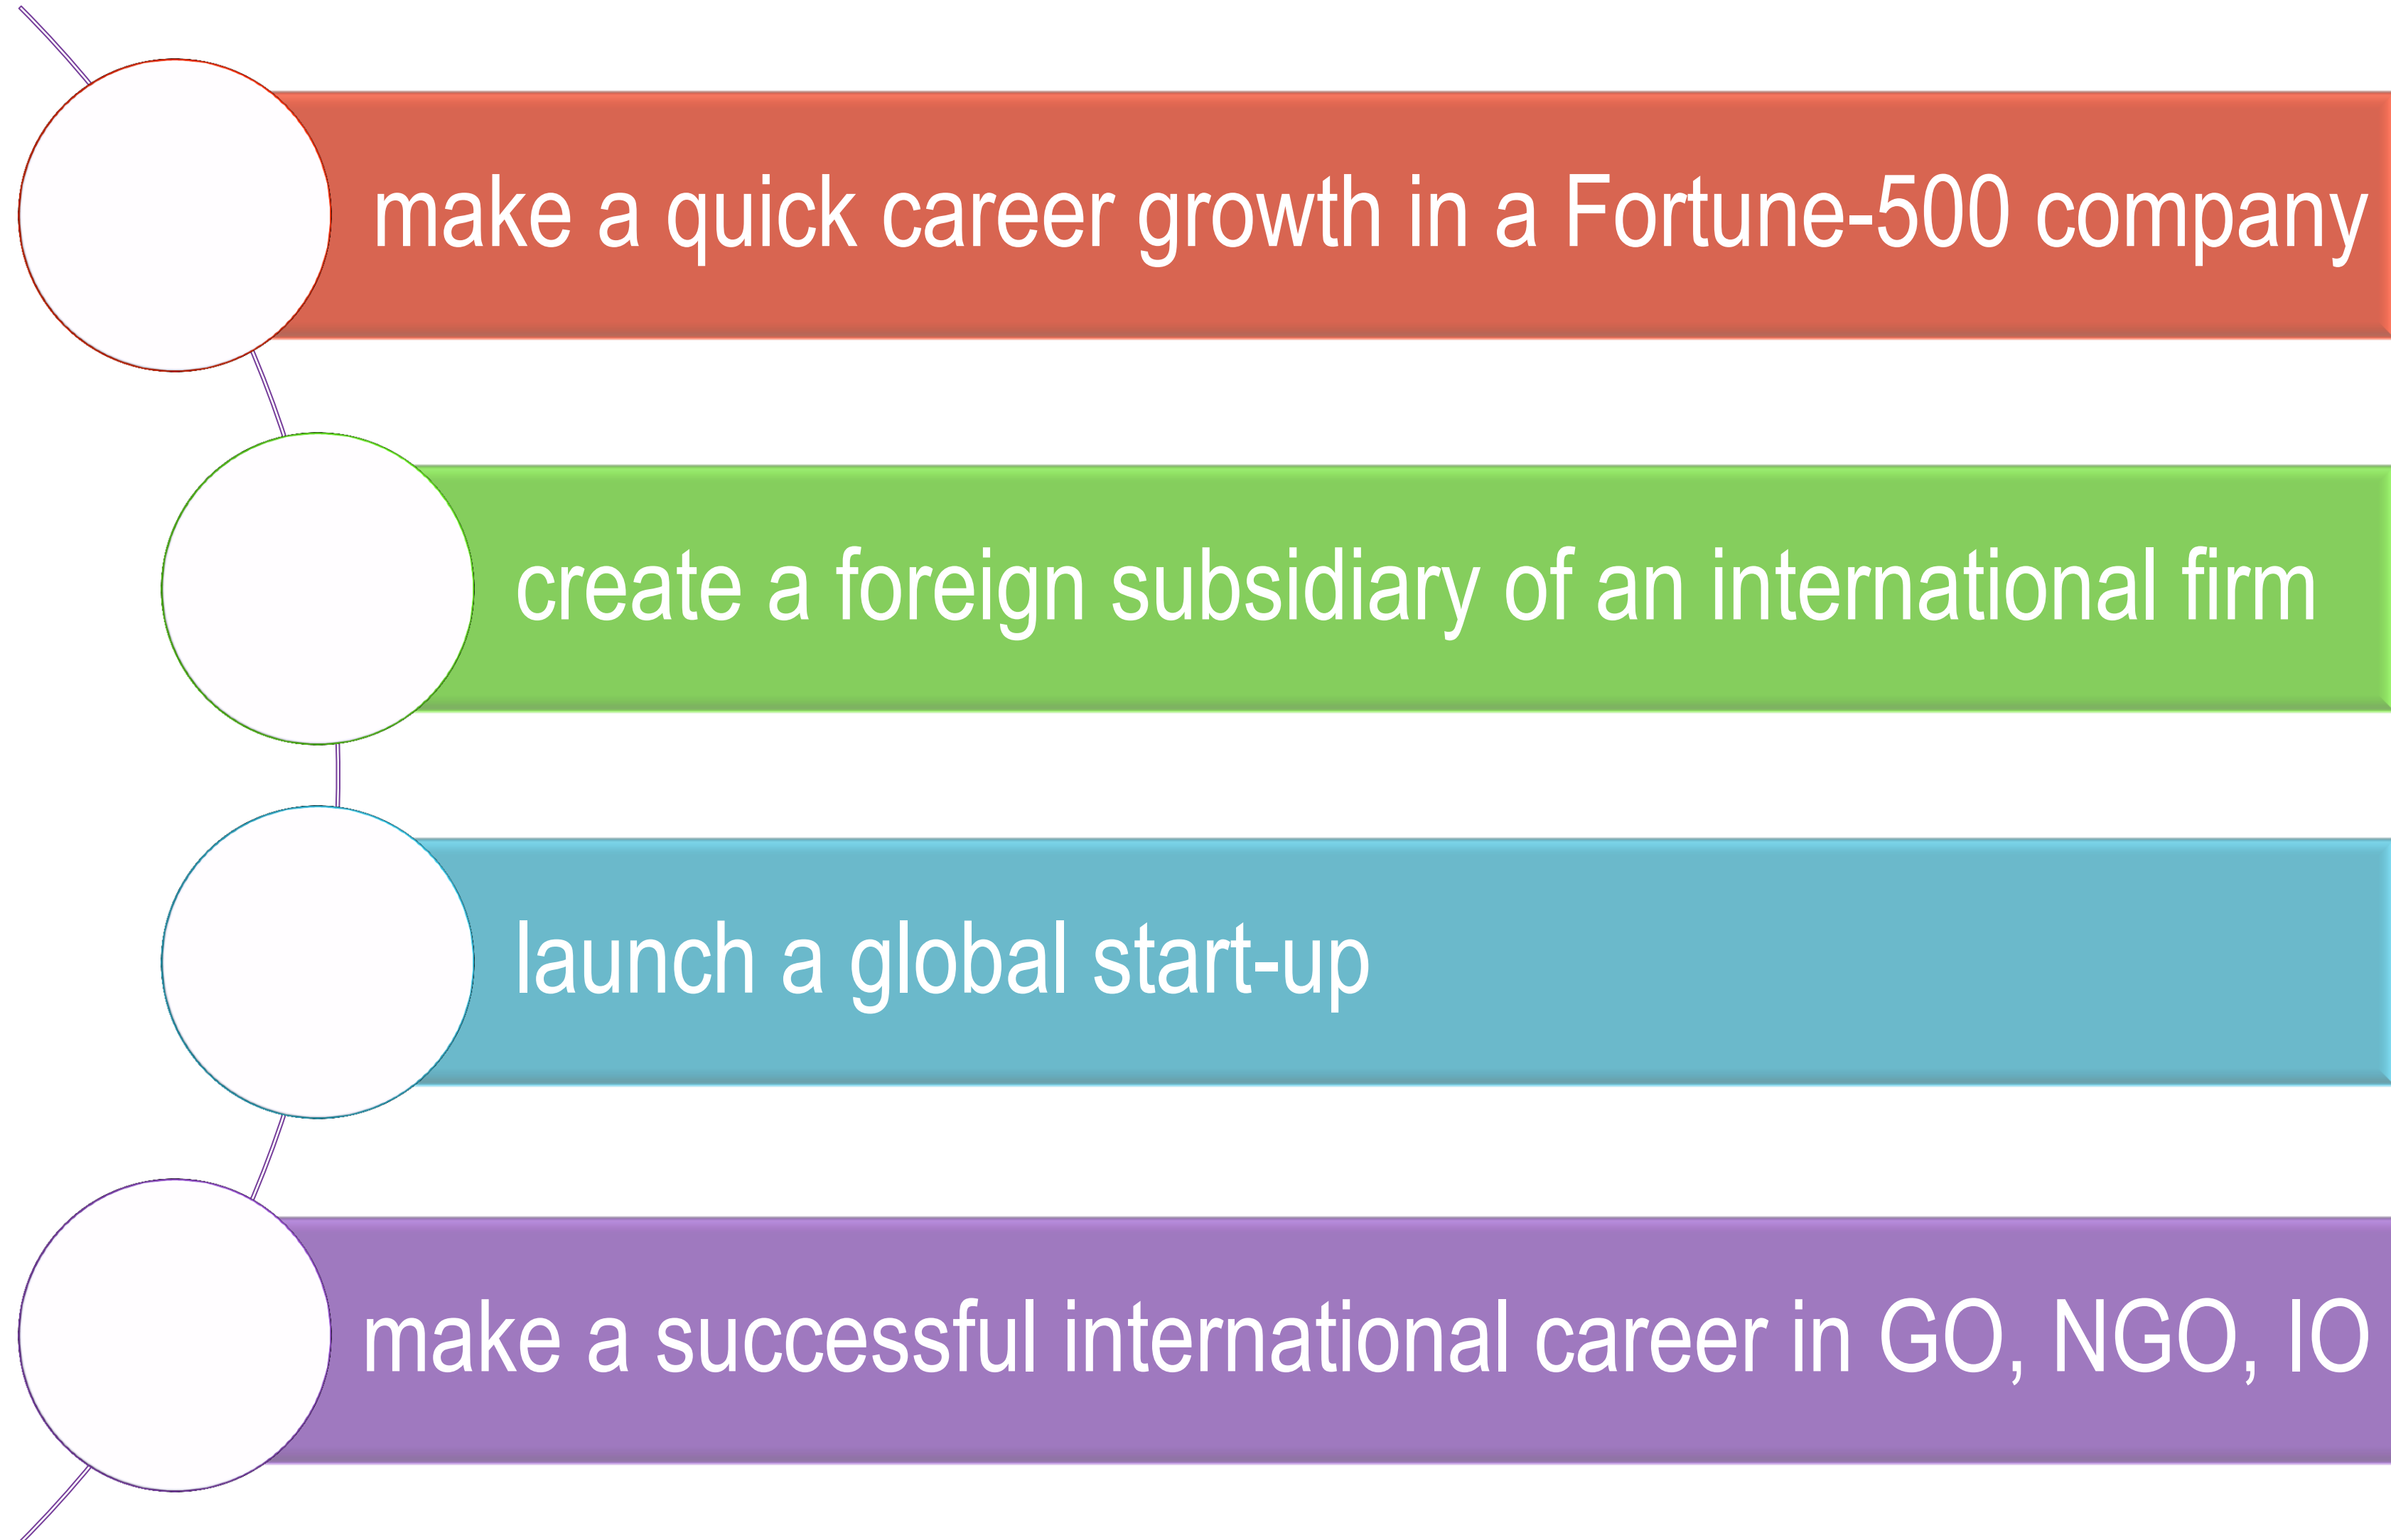 make a quick career growth in a Fortune-500 company
create a foreign subsidiary of an international firm
launch a global start-up
make a successful international career in GO, NGO, IO